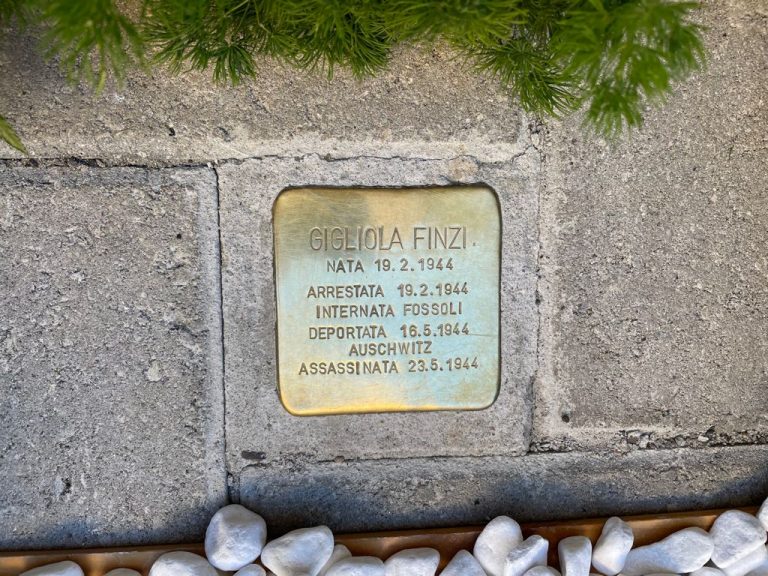 GIGLIOLA FINZI
NATA 19.2.1944
ARRESTATA 19.2.1944
INTERNATA FOSSOLI
DEPORTATA 16.5.1944
AUSCHWITZ
ASSASSINATA 23.5.1944